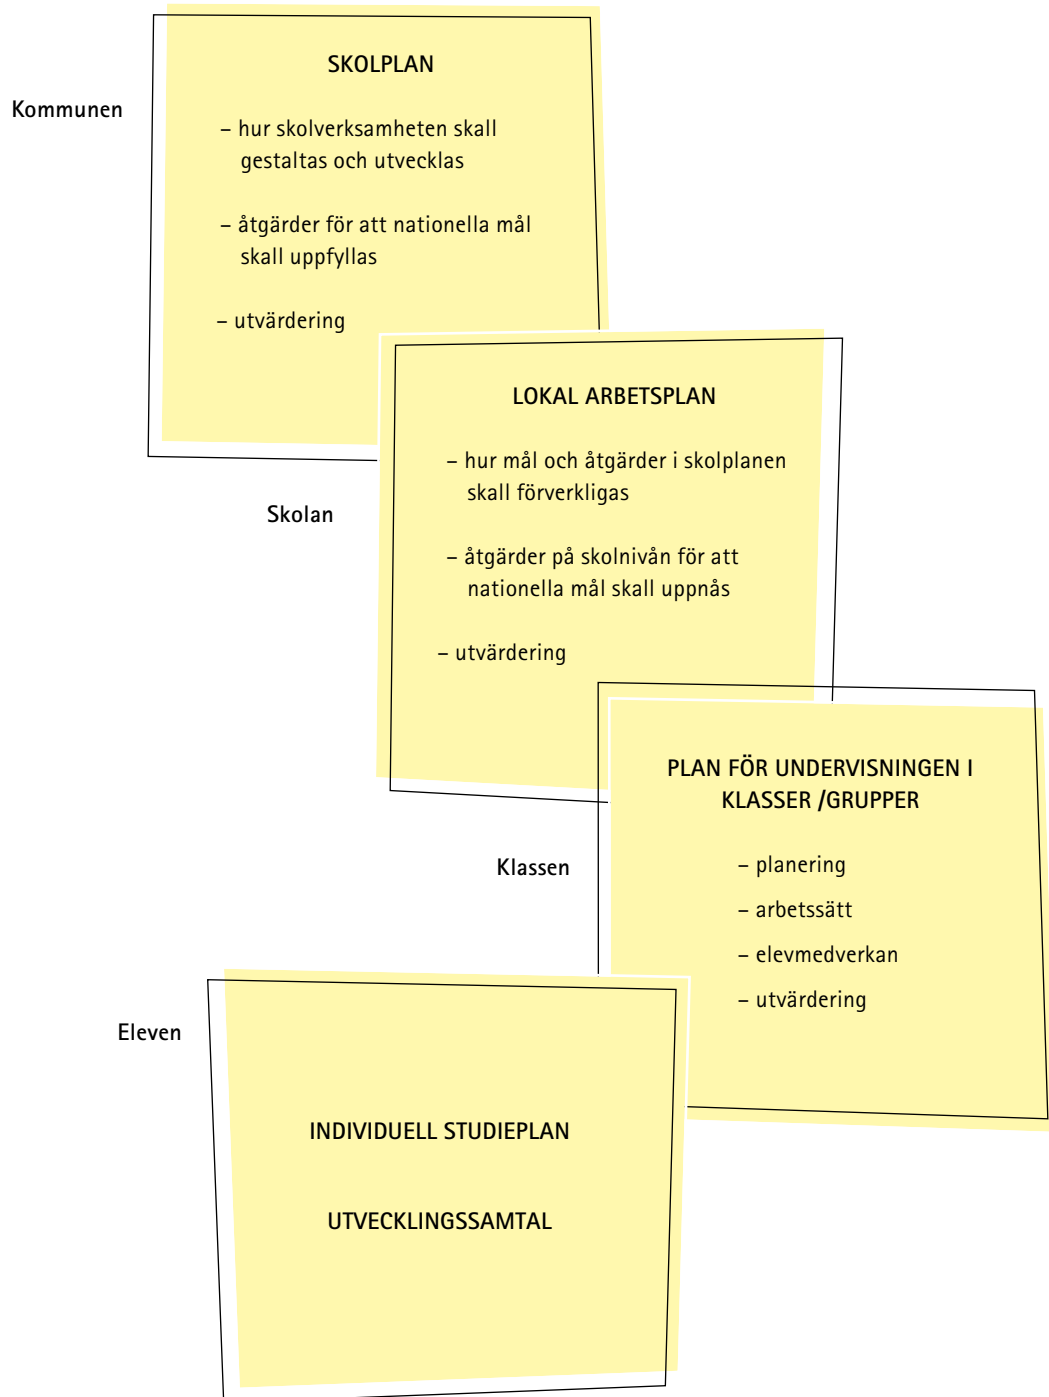 SKOLPLAN
Kommunen
– hur skolverksamheten skall
gestaltas och utvecklas
– åtgärder för att nationella mål
skall uppfyllas
– utvärdering
LOKAL ARBETSPLAN
– hur mål och åtgärder i skolplanen
skall förverkligas
Skolan
– åtgärder på skolnivån för att
nationella mål skall uppnås
– utvärdering
PLAN FÖR UNDERVISNINGEN I
KLASSER /GRUPPER
Klassen
– planering
– arbetssätt
– elevmedverkan
– utvärdering
Eleven
INDIVIDUELL STUDIEPLAN
UTVECKLINGSSAMTAL